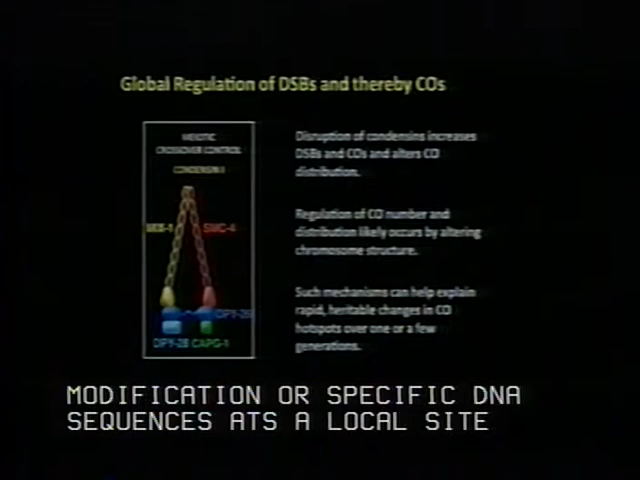 Global Regulation of DSBs and thereby COs
MEIOTIC
CROSSOVER CONTROL
CONDENSIN I
MIX-1 SMC-4
DPY-26
DPY-28 CAPG-1
Disruption of condensins increases
DSBs and COs and alters CO
distribution.
Regulation of CO number and
distribution likely occurs by altering
chromosome structure.
Such mechanisms can help explain
rapid, heritable changes in CO
hotspots over one or a few
generations.
MODIFICATION OR SPECIFIC DNA
SEQUENCES ATS A LOCAL SITE